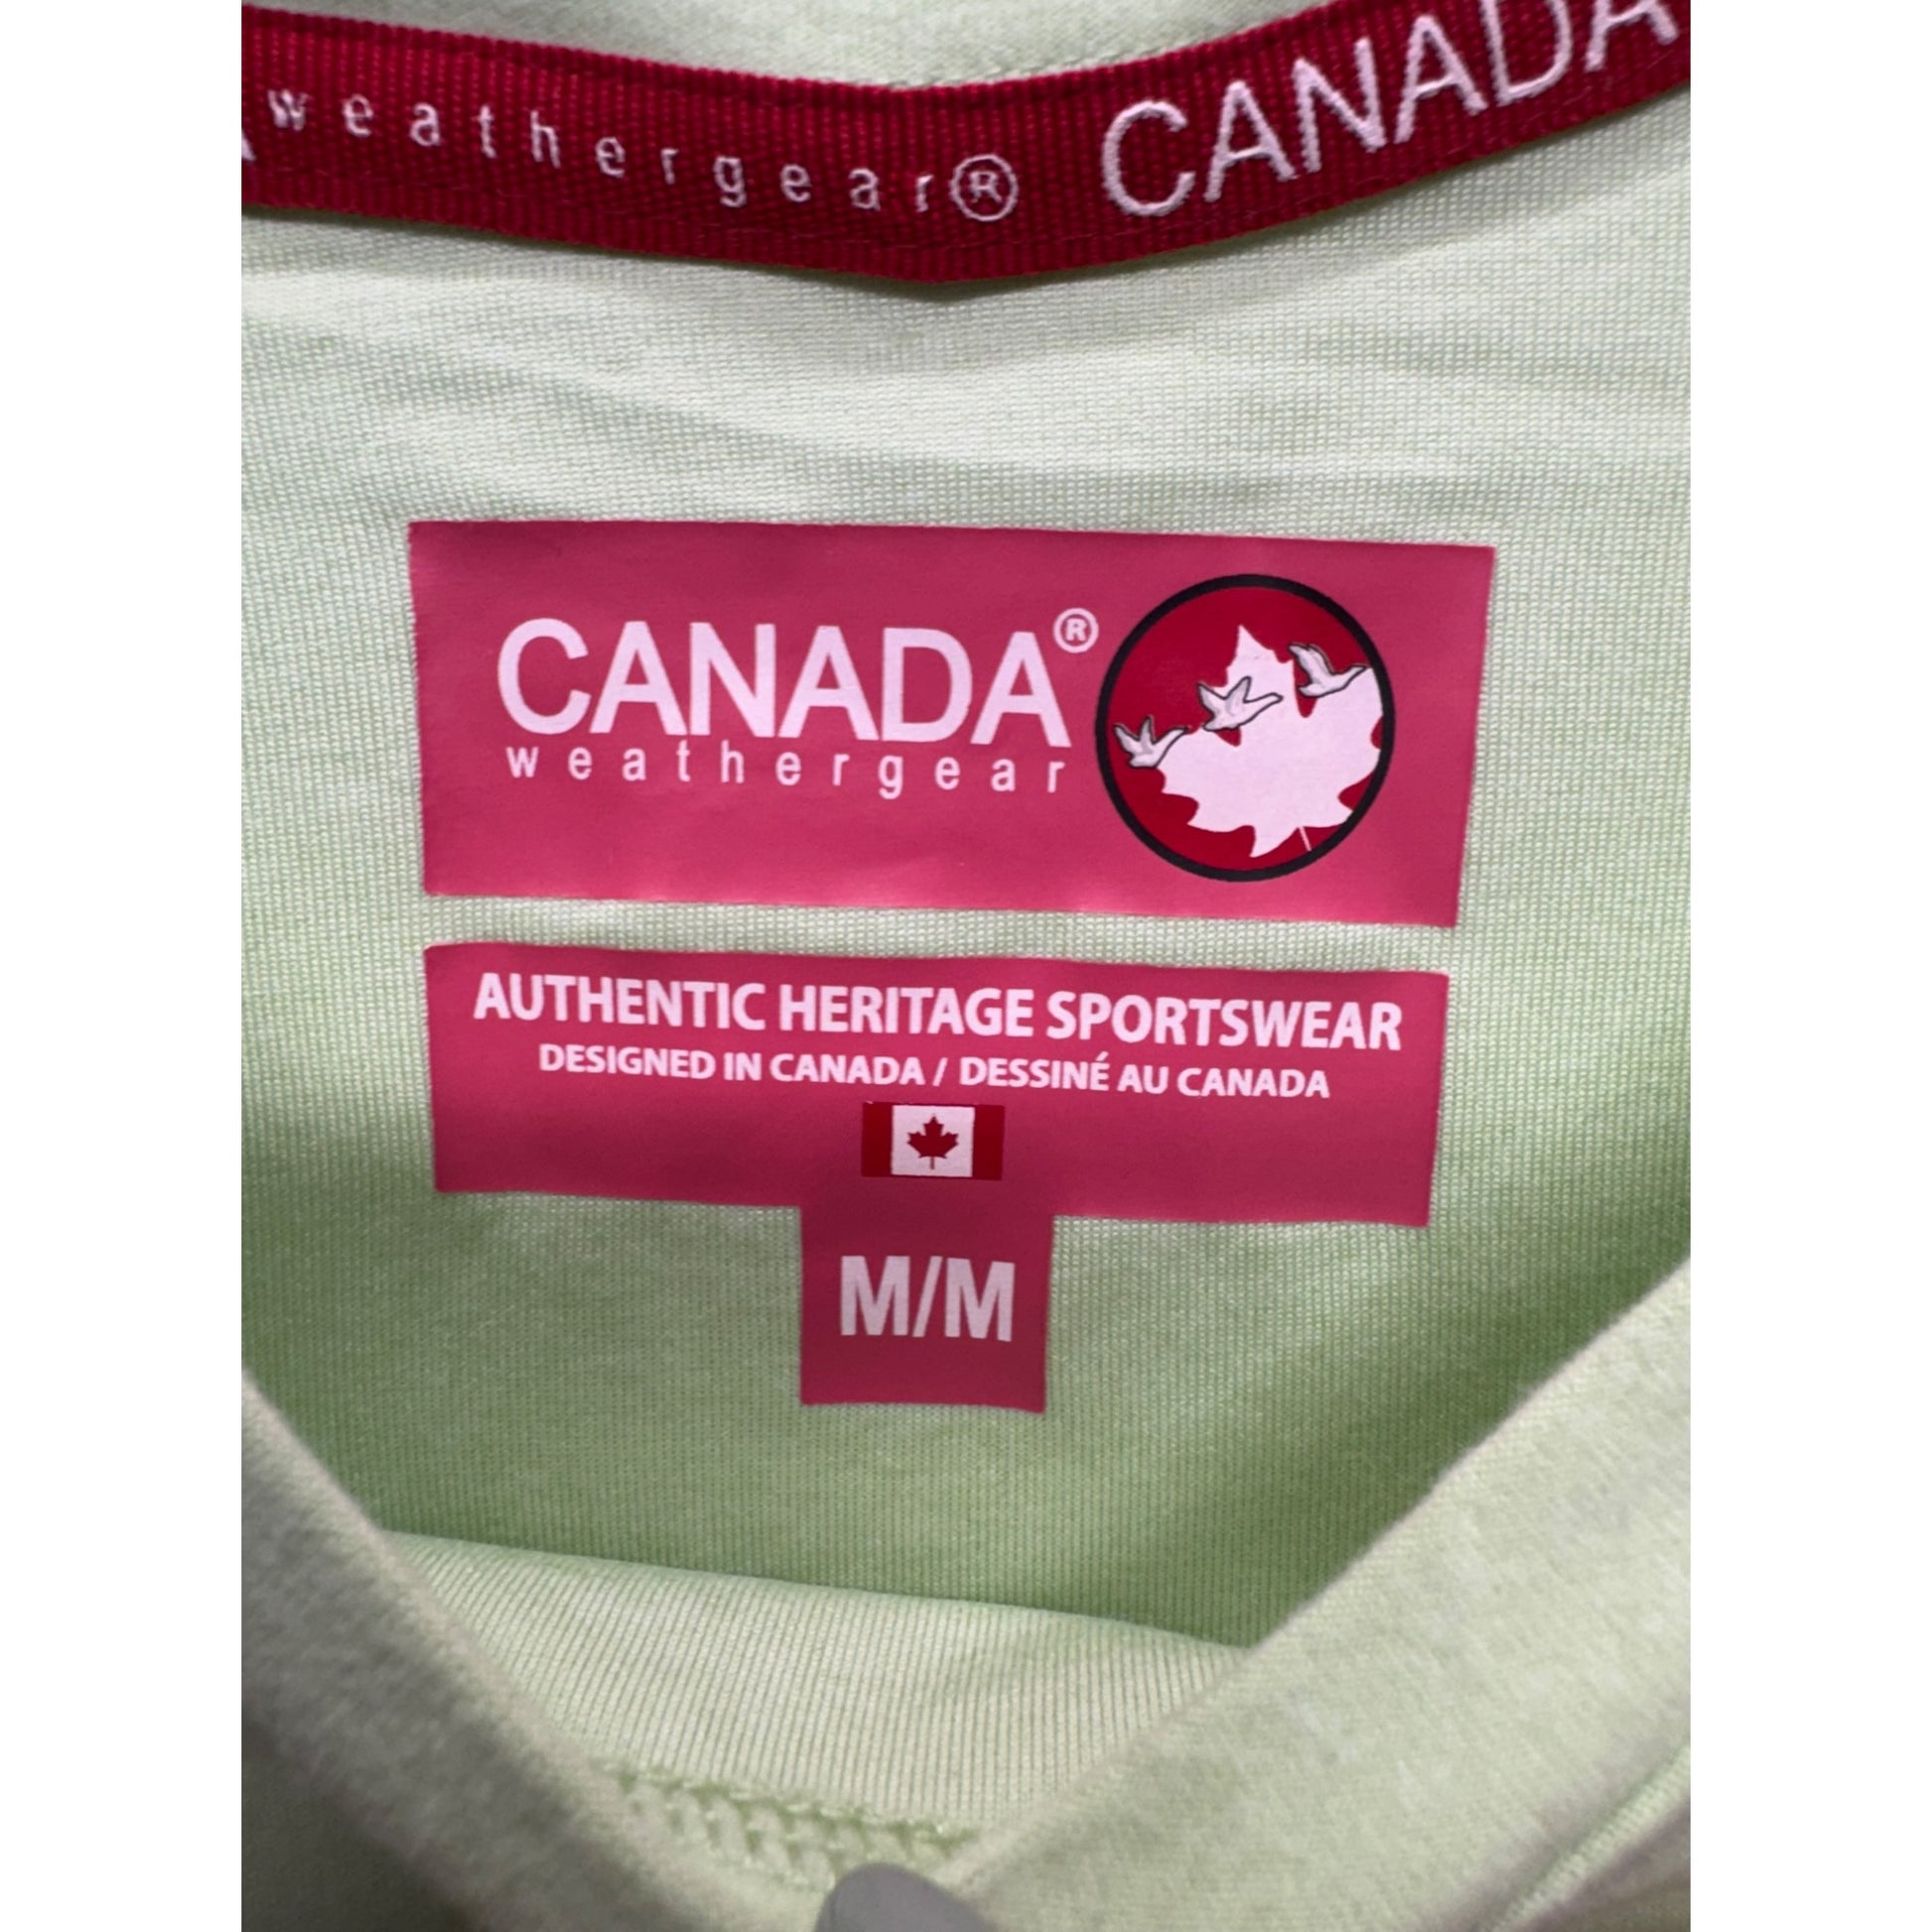 weathergear® CANADA
CANADA®
weathergear
AUTHENTIC HERITAGE SPORTSWEAR
DESIGNED IN CANADA / DESSINÉ AU CANADA
M/M